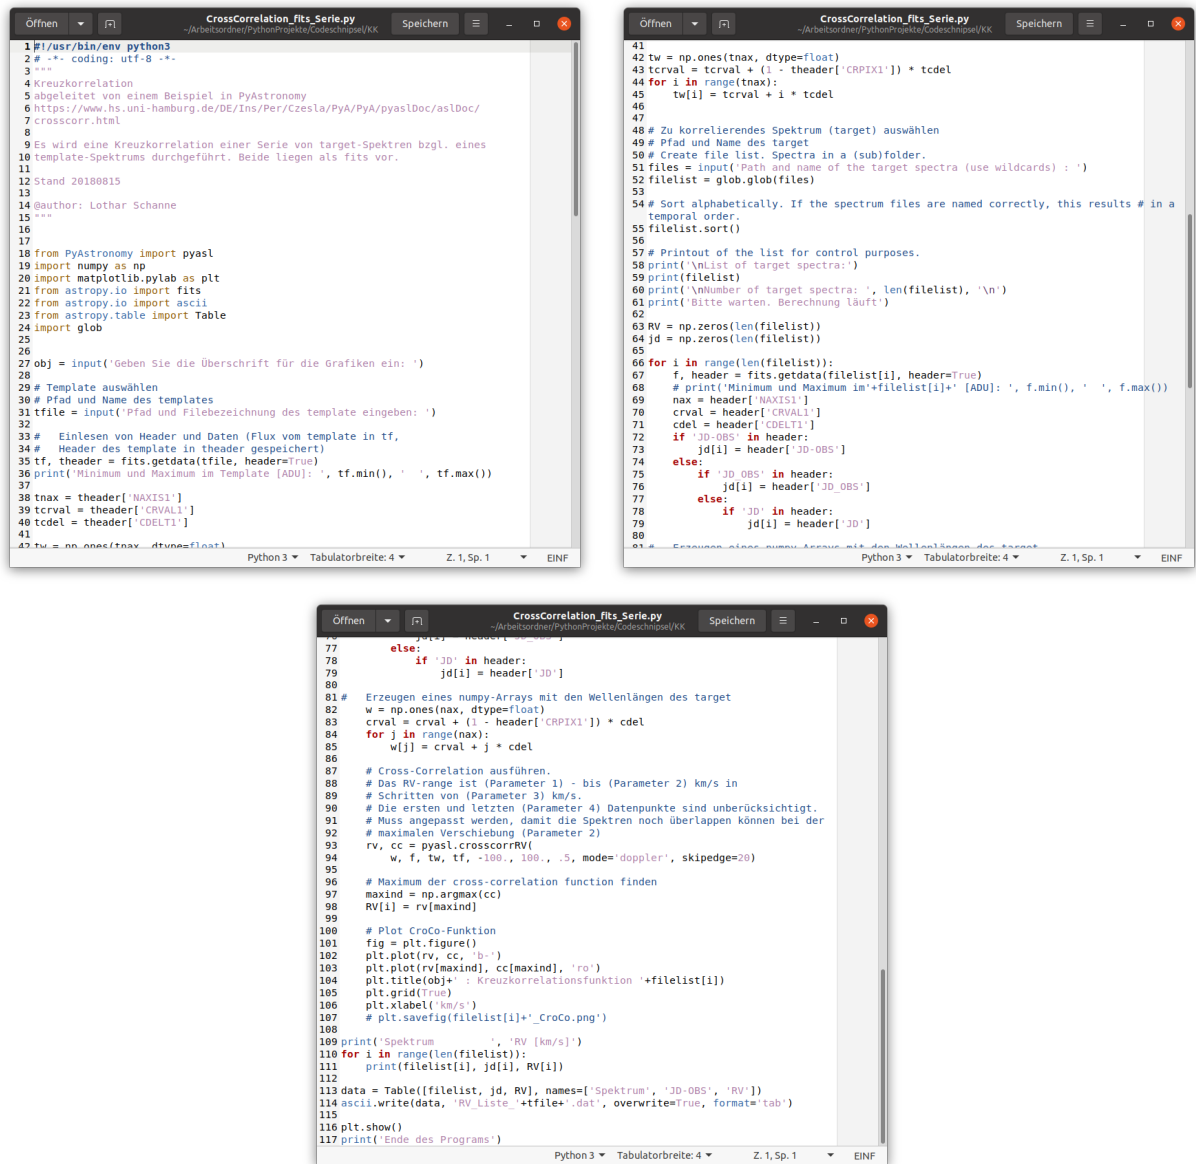 Öffnen
CrossCorrelation_fits_Serie.py
~/Arbeitsordner/PythonProjekte/Codeschnipsel/KK
Speichern
1 #!/usr/bin/env python3
2 # -*- coding: utf-8 -*-
3 """
4 Kreuzkorrelation
5 abgeleitet von einem Beispiel in PyAstronomy
6 https://www.hs.uni-hamburg.de/DE/Ins/Per/Czesla/PyA/PyA/pyaslDoc/aslDoc/
7 crosscorr.html
8
9 Es wird eine Kreuzkorrelation einer Serie von target-Spektren bzgl. eines
10 template-Spektrums durchgeführt. Beide liegen als fits vor.
11
12 Stand 20180815
13
14 @author: Lothar Schanne
15 """
16
17
18 from PyAstronomy import pyasl
19 import numpy as np
20 import matplotlib.pylab as plt
21 from astropy.io import fits
22 from astropy.io import ascii
23 from astropy.table import Table
24 import glob
25
26
27 obj = input('Geben Sie die Überschrift für die Grafiken ein: ')
28
29 # Template auswählen
30 # Pfad und Name des templates
31 tfile = input('Pfad und Filebezeichnung des template eingeben: ')
32
33 #   Einlesen von Header und Daten (Flux vom template in tf,
34 #   Header des template in theader gespeichert)
35 tf, theader = fits.getdata(tfile, header=True)
36 print('Minimum und Maximum im Template [ADU]: ', tf.min(), '  ', tf.max())
37
38 tnax = theader['NAXIS1']
39 tcrval = theader['CRVAL1']
40 tcdel = theader['CDELT1']
41
42 tw = np.ones(tnax, dtype=float)
Python 3 Tabulatorbreite: 4 Z. 1, Sp. 1 EINF
Öffnen
CrossCorrelation_fits_Serie.py
~/Arbeitsordner/PythonProjekte/Codeschnipsel/KK
Speichern
41
42 tw = np.ones(tnax, dtype=float)
43 tcrval = tcrval + (1 - theader['CRPIX1']) * tcdel
44 for i in range(tnax):
45     tw[i] = tcrval + i * tcdel
46
47
48 # Zu korrelierendes Spektrum (target) auswählen
49 # Pfad und Name des target
50 # Create file list. Spectra in a (sub)folder.
51 files = input('Path and name of the target spectra (use wildcards) : ')
52 filelist = glob.glob(files)
53
54 # Sort alphabetically. If the spectrum files are named correctly, this results # in a
temporal order.
55 filelist.sort()
56
57 # Printout of the list for control purposes.
58 print('\nList of target spectra:')
59 print(filelist)
60 print('\nNumber of target spectra: ', len(filelist), '\n')
61 print('Bitte warten. Berechnung läuft')
62
63 RV = np.zeros(len(filelist))
64 jd = np.zeros(len(filelist))
65
66 for i in range(len(filelist)):
67     f, header = fits.getdata(filelist[i], header=True)
68     # print('Minimum und Maximum im'+filelist[i]+' [ADU]: ', f.min(), '  ', f.max())
69     nax = header['NAXIS1']
70     crval = header['CRVAL1']
71     cdel = header['CDELT1']
72     if 'JD-OBS' in header:
73         jd[i] = header['JD-OBS']
74     else:
75         if 'JD_OBS' in header:
76             jd[i] = header['JD_OBS']
77         else:
78             if 'JD' in header:
79                 jd[i] = header['JD']
80
81 #   Erzeugen eines numpy-Arrays mit den Wellenlängen des target
Python 3 Tabulatorbreite: 4 Z. 1, Sp. 1 EINF
Öffnen
CrossCorrelation_fits_Serie.py
~/Arbeitsordner/PythonProjekte/Codeschnipsel/KK
Speichern
76             jd[i] = header['JD_OBS']
77         else:
78             if 'JD' in header:
79                 jd[i] = header['JD']
80
81 #   Erzeugen eines numpy-Arrays mit den Wellenlängen des target
82     w = np.ones(nax, dtype=float)
83     crval = crval + (1 - header['CRPIX1']) * cdel
84     for j in range(nax):
85         w[j] = crval + j * cdel
86
87     # Cross-Correlation ausführen.
88     # Das RV-range ist (Parameter 1) - bis (Parameter 2) km/s in
89     # Schritten von (Parameter 3) km/s.
90     # Die ersten und letzten (Parameter 4) Datenpunkte sind unberücksichtigt.
91     # Muss angepasst werden, damit die Spektren noch überlappen können bei der
92     # maximalen Verschiebung (Parameter 2)
93     rv, cc = pyasl.crosscorrRV(
94         w, f, tw, tf, -100., 100., .5, mode='doppler', skipedge=20)
95
96     # Maximum der cross-correlation function finden
97     maxind = np.argmax(cc)
98     RV[i] = rv[maxind]
99
100     # Plot CroCo-Funktion
101     fig = plt.figure()
102     plt.plot(rv, cc, 'b-')
103     plt.plot(rv[maxind], cc[maxind], 'ro')
104     plt.title(obj+' : Kreuzkorrelationsfunktion '+filelist[i])
105     plt.grid(True)
106     plt.xlabel('km/s')
107     # plt.savefig(filelist[i]+'_CroCo.png')
108
109 print('Spektrum         ', 'RV [km/s]')
110 for i in range(len(filelist)):
111     print(filelist[i], jd[i], RV[i])
112
113 data = Table([filelist, jd, RV], names=['Spektrum', 'JD-OBS', 'RV'])
114 ascii.write(data, 'RV_Liste_'+tfile+'.dat', overwrite=True, format='tab')
115
116 plt.show()
117 print('Ende des Programs')
Python 3 Tabulatorbreite: 4 Z. 1, Sp. 1 EINF